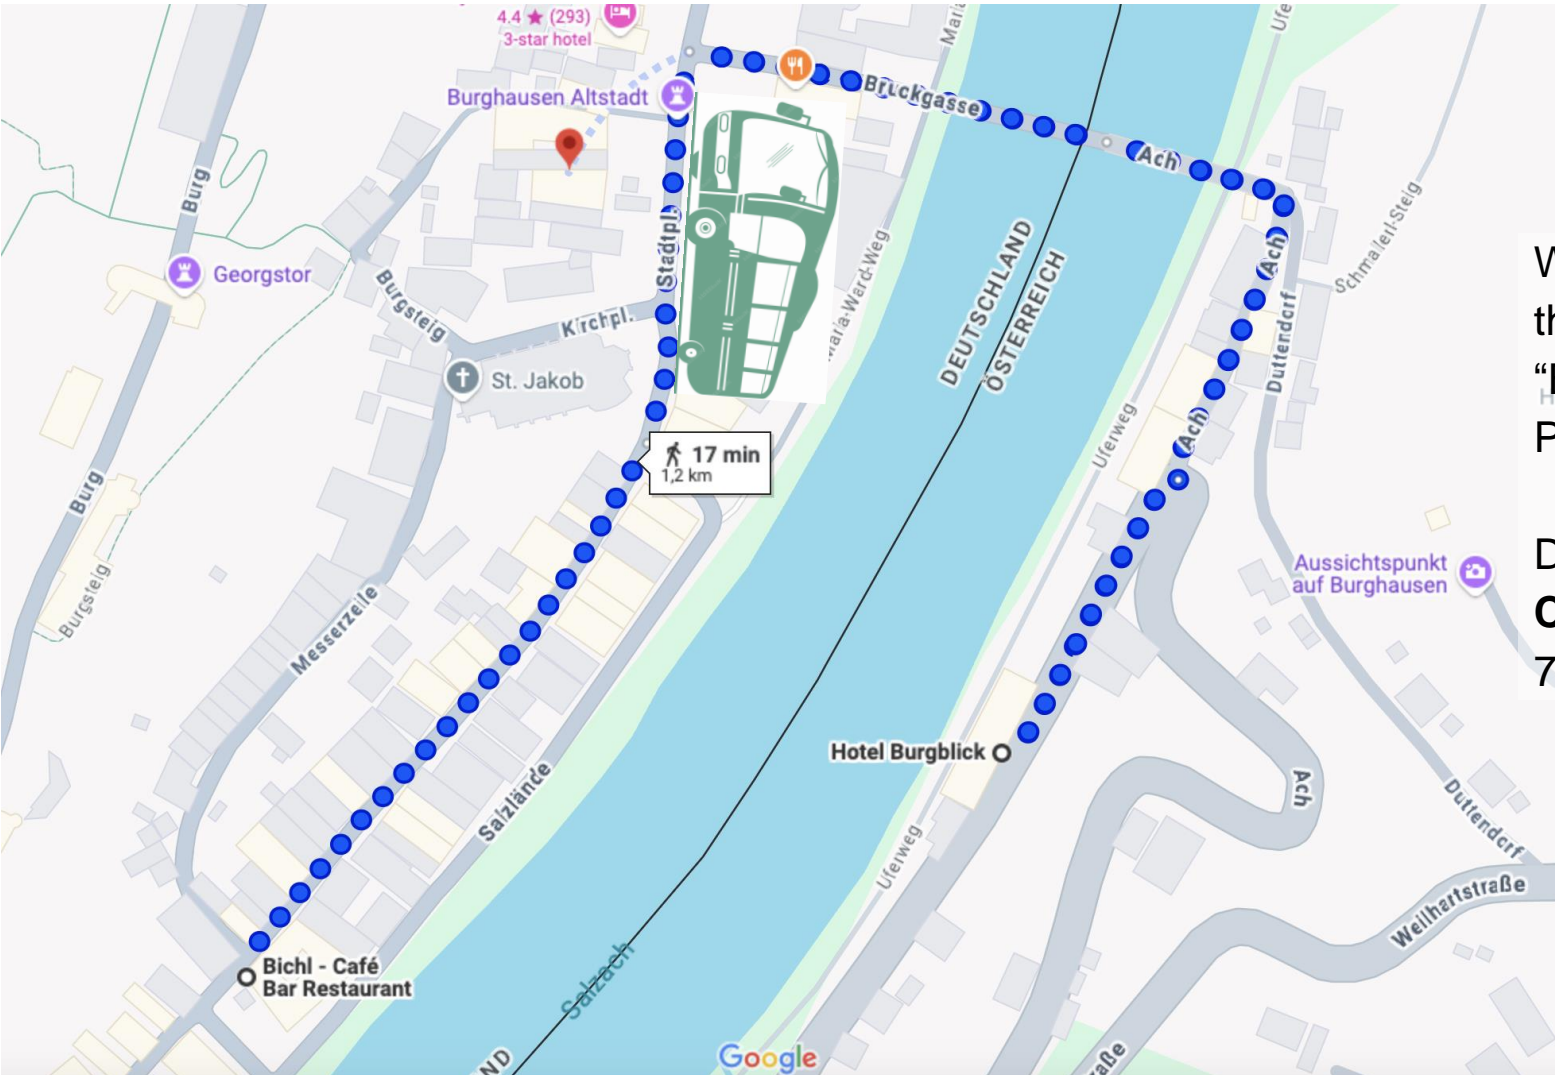 4.4 ★ (293)
3-star hotel
Burghausen Altstadt
Bruckgasse
Ach
Burg
Georgstor
Burgsteig
Kirchpl.
Stadtpl.
St. Jakob
Maria-Ward-Weg
DEUTSCHLAND
ÖSTERREICH
Ach
Duttendorf
Schmalerl-Steig
Uferweg
Ach
17 min
1,2 km
Burg
Burgsteig
Messerzeile
Aussichtspunkt
auf Burghausen
Hotel Burgblick
Ach
Duttendorf
Salzlände
Uferweg
Weilhartstraße
Bichl - Café
Bar Restaurant
Salzach
Google